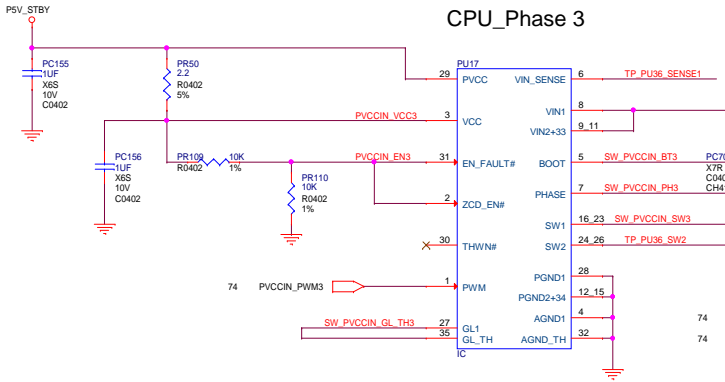 P5V_STBY
CPU_Phase 3
PC155
1UF
X6S
10V
C0402
PR50
2.2
R0402
5%
PU17
29 PVCC VIN_SENSE 6 TP_PU36_SENSE1
VIN1 8
PVCCIN_VCC3 3 VCC VIN2+33 9_11
PC156
1UF
X6S
10V
C0402
PR109 10K
R0402 1%
PVCCIN_EN3 31 EN_FAULT# BOOT 5 SW_PVCCIN_BT3
PR110
10K
R0402
1%
2 ZCD_EN# PHASE 7 SW_PVCCIN_PH3
SW1 16_23 SW_PVCCIN_SW3
30 THWN# SW2 24_26 TP_PU36_SW2
74 PVCCIN_PWM3 1 PWM
PGND1 28
PGND2+34 12_15
SW_PVCCIN_GL_TH3 27 GL1 AGND1 4 74
35 GL_TH AGND_TH 32 74
IC
X7R